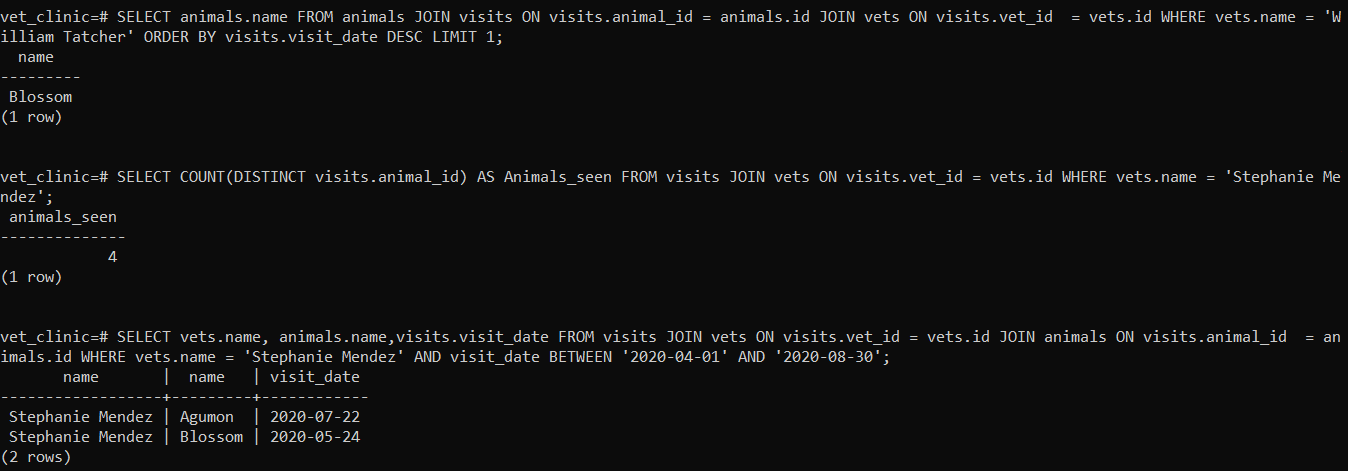 vet_clinic=# SELECT animals.name FROM animals JOIN visits ON visits.animal_id = animals.id JOIN vets ON visits.vet_id  = vets.id WHERE vets.name = 'W
illiam Tatcher' ORDER BY visits.visit_date DESC LIMIT 1;
  name
---------
 Blossom
(1 row)
vet_clinic=# SELECT COUNT(DISTINCT visits.animal_id) AS Animals_seen FROM visits JOIN vets ON visits.vet_id = vets.id WHERE vets.name = 'Stephanie Me
ndez';
 animals_seen
--------------
            4
(1 row)
vet_clinic=# SELECT vets.name, animals.name,visits.visit_date FROM visits JOIN vets ON visits.vet_id = vets.id JOIN animals ON visits.animal_id  = an
imals.id WHERE vets.name = 'Stephanie Mendez' AND visit_date BETWEEN '2020-04-01' AND '2020-08-30';
       name       |  name   | visit_date
------------------+---------+------------
 Stephanie Mendez | Agumon  | 2020-07-22
 Stephanie Mendez | Blossom | 2020-05-24
(2 rows)